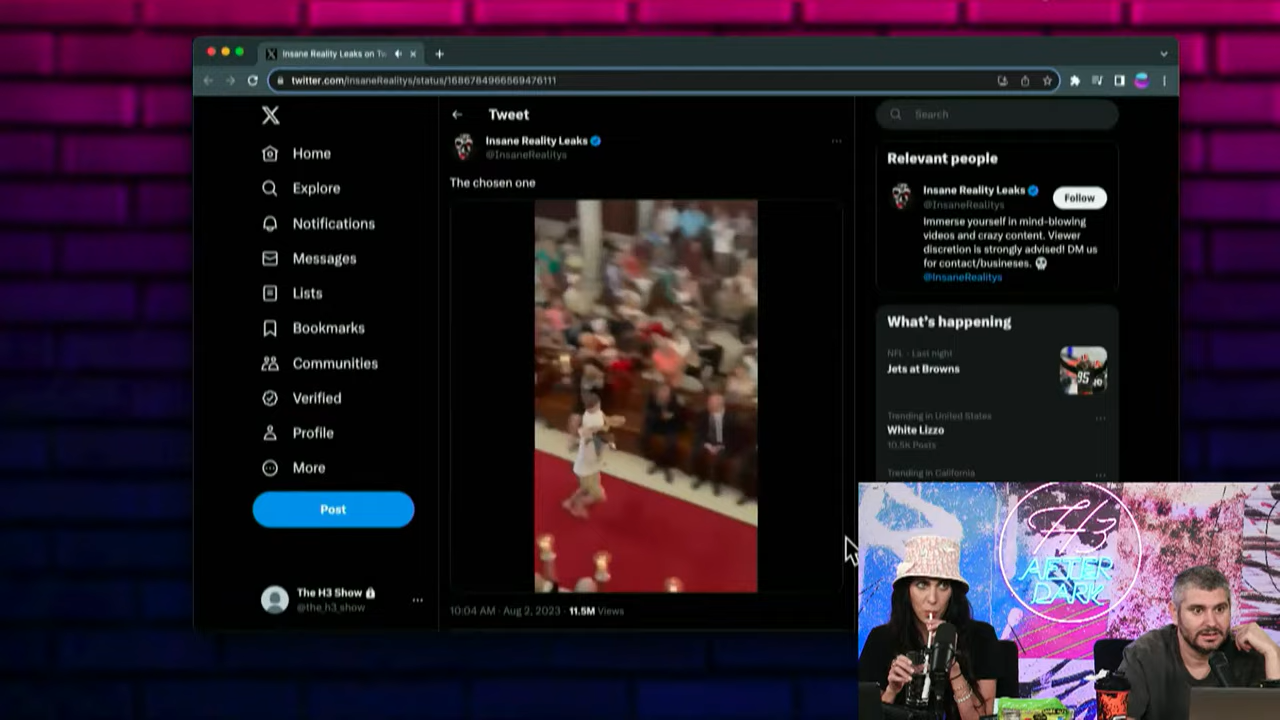 Insane Reality Leaks on Tw
twitter.com/InsaneRealitys/status/1686784966569476111
Home
Explore
Notifications
Messages
Lists
Bookmarks
Communities
Verified
Profile
More
Post
The H3 Show
@the_h3_show
Tweet
Insane Reality Leaks
@InsaneRealitys
The chosen one
10:04 AM · Aug 2, 2023 · 11.5M Views
Search
Relevant people
Insane Reality Leaks
@InsaneRealitys
Follow
Immerse yourself in mind-blowing
videos and crazy content. Viewer
discretion is strongly advised! DM us
for contact/busineses. 💀
@InsaneRealitys
What's happening
NFL · Last night
Jets at Browns
Trending in United States
White Lizzo
10.5K Posts
Trending in California
H3
AFTER
DARK